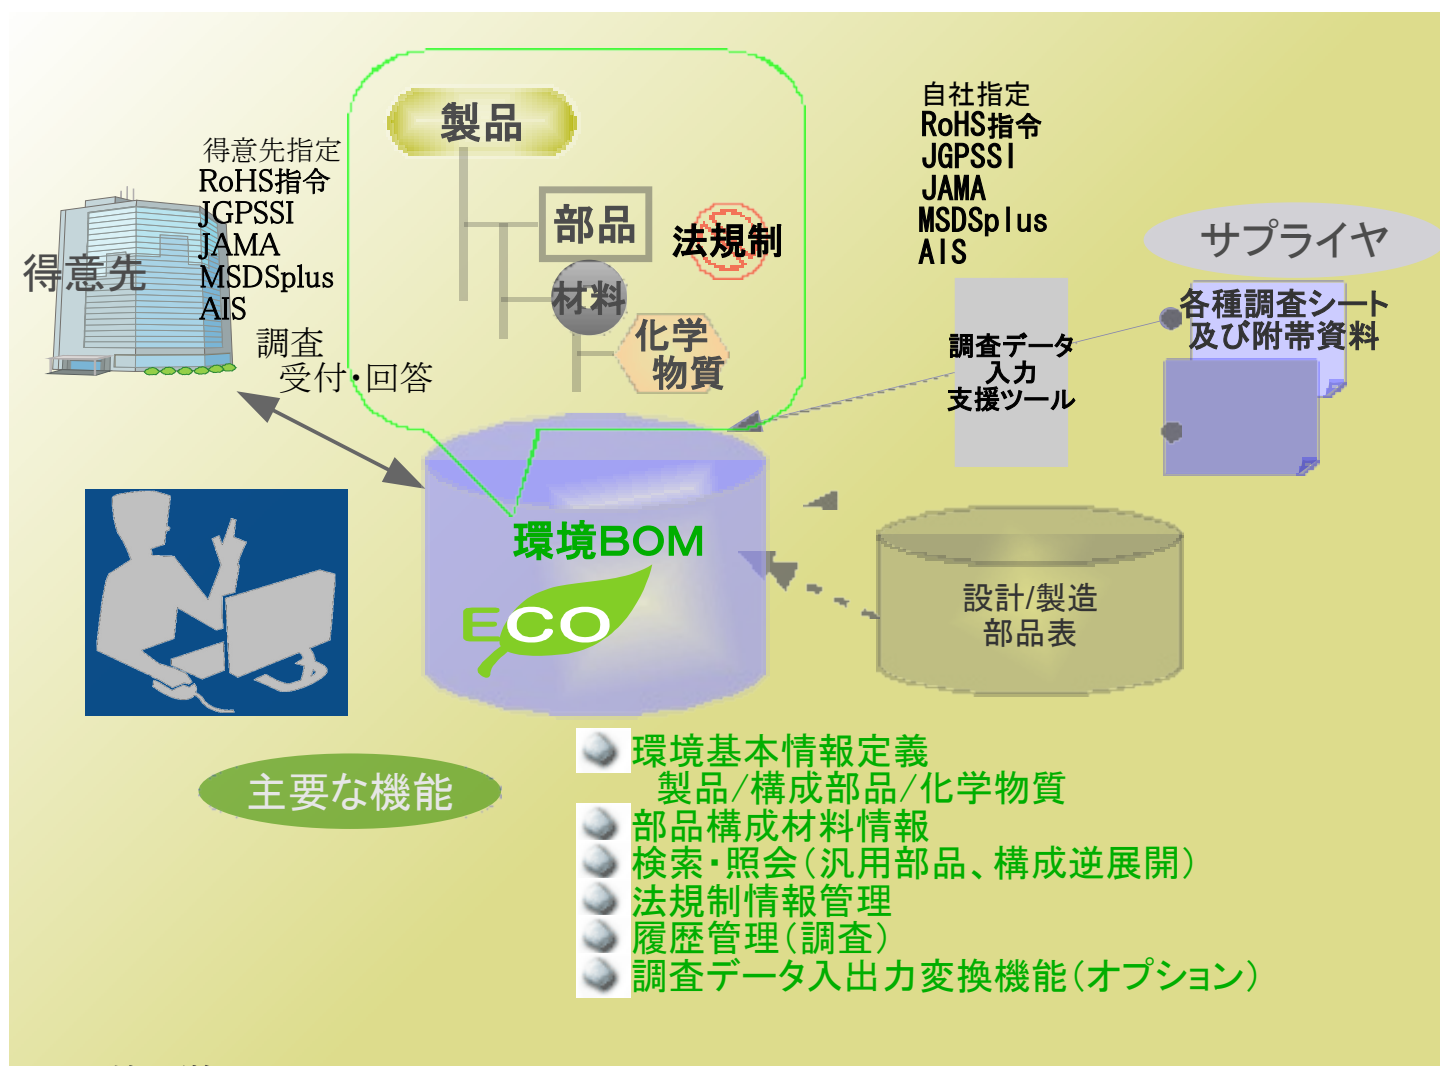 製品
部品
材料
化学
物質
法規制
得意先指定
RoHS指令
JGPSSI
JAMA
MSDSplus
AIS
得意先
調査
受付・回答
自社指定
RoHS指令
JGPSSI
JAMA
MSDSplus
AIS
サプライヤ
各種調査シート
及び附帯資料
調査データ
入力
支援ツール
環境BOM
ECO
設計/製造
部品表
主要な機能
環境基本情報定義
製品/構成部品/化学物質
部品構成材料情報
検索・照会（汎用部品、構成逆展開）
法規制情報管理
履歴管理（調査）
調査データ入出力変換機能（オプション）